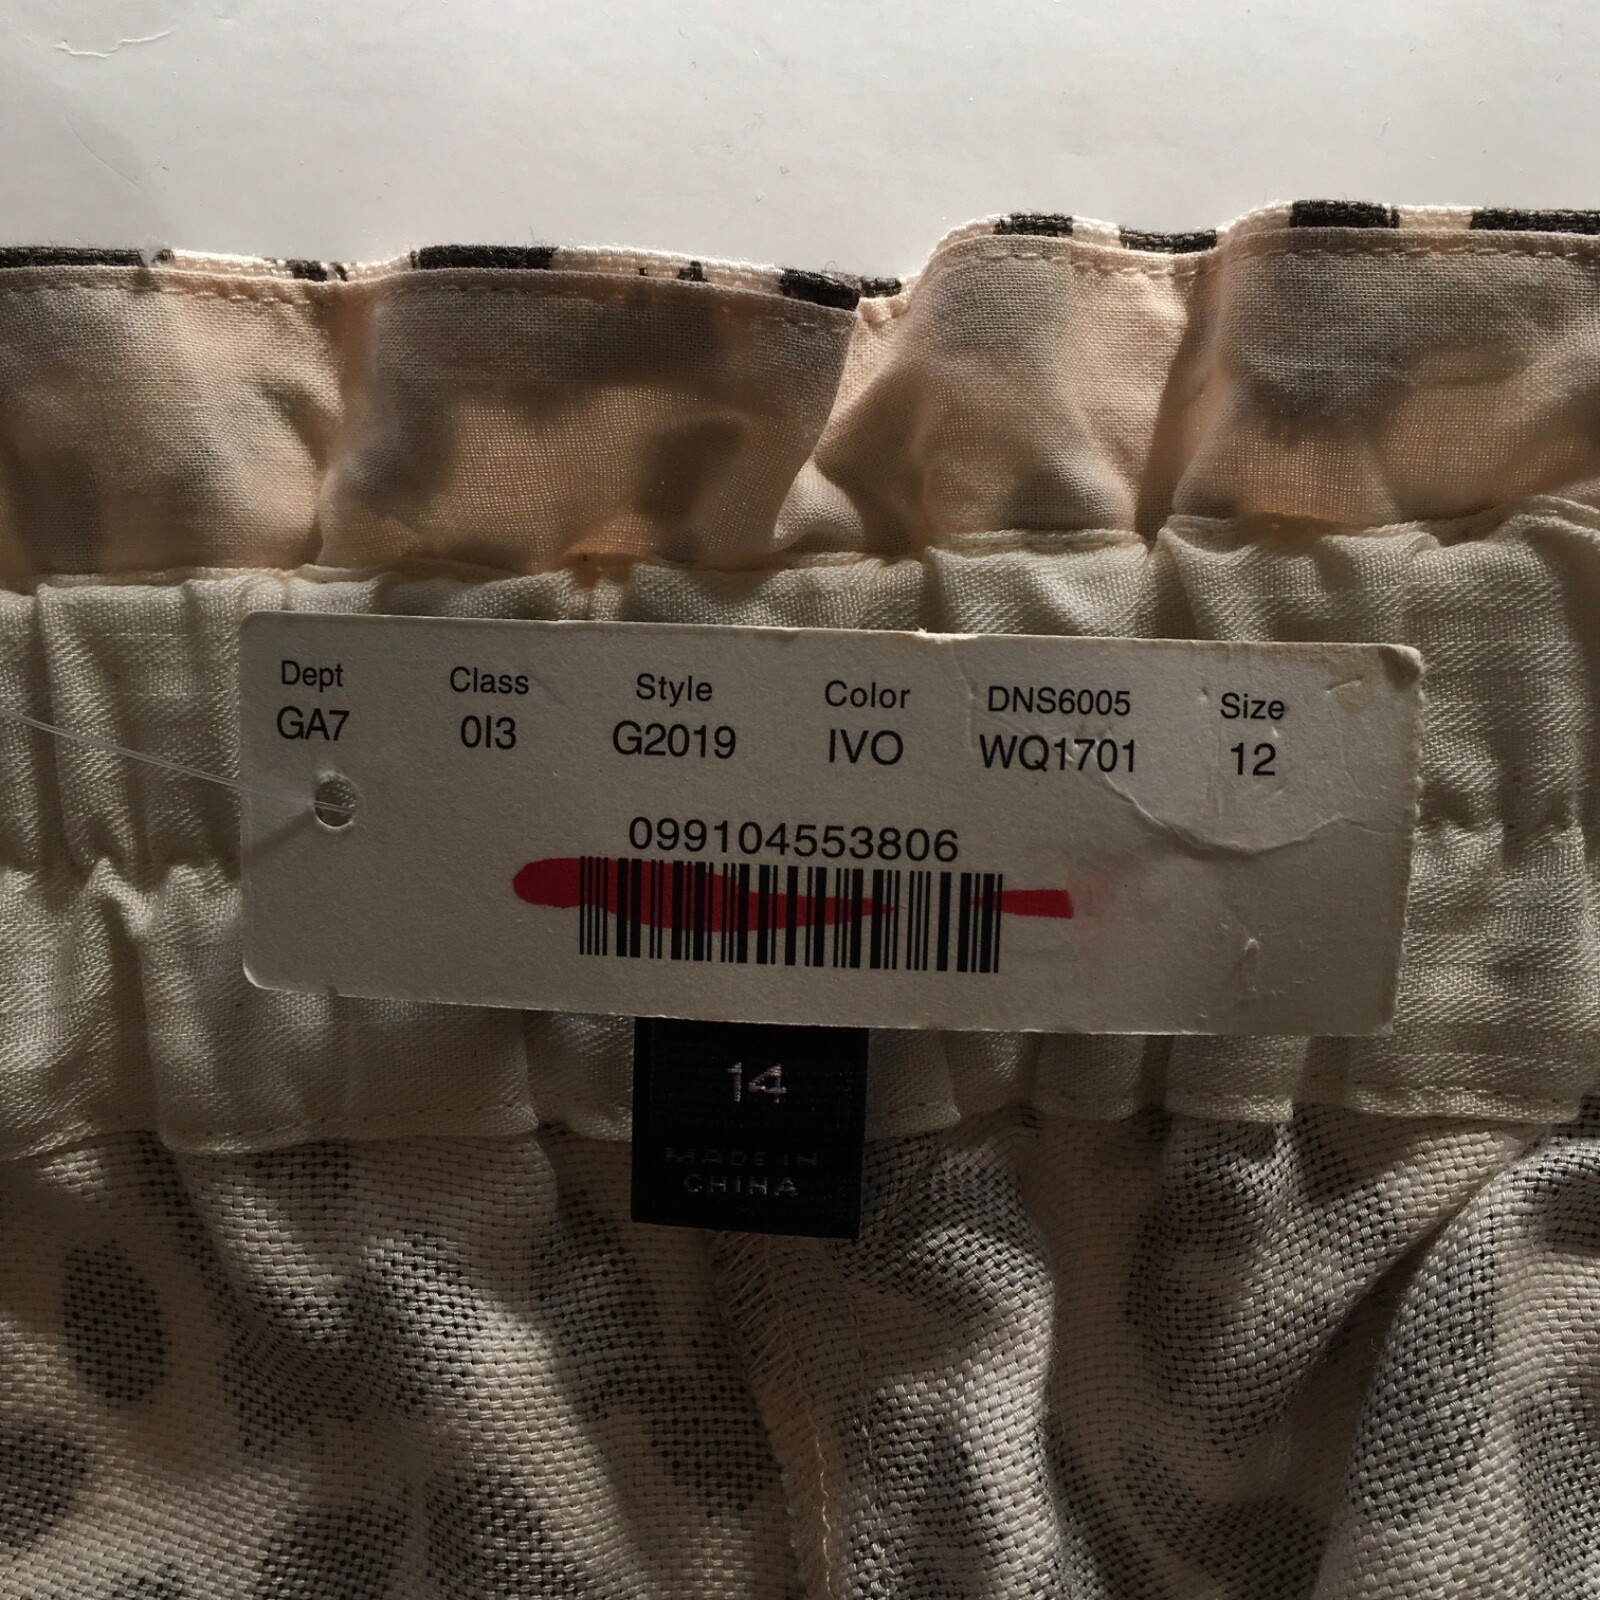 Dept Class Style Color DNS6005 Size
GA7 0I3 G2019 IVO WQ1701 12
099104553806
14
MADE IN
CHINA